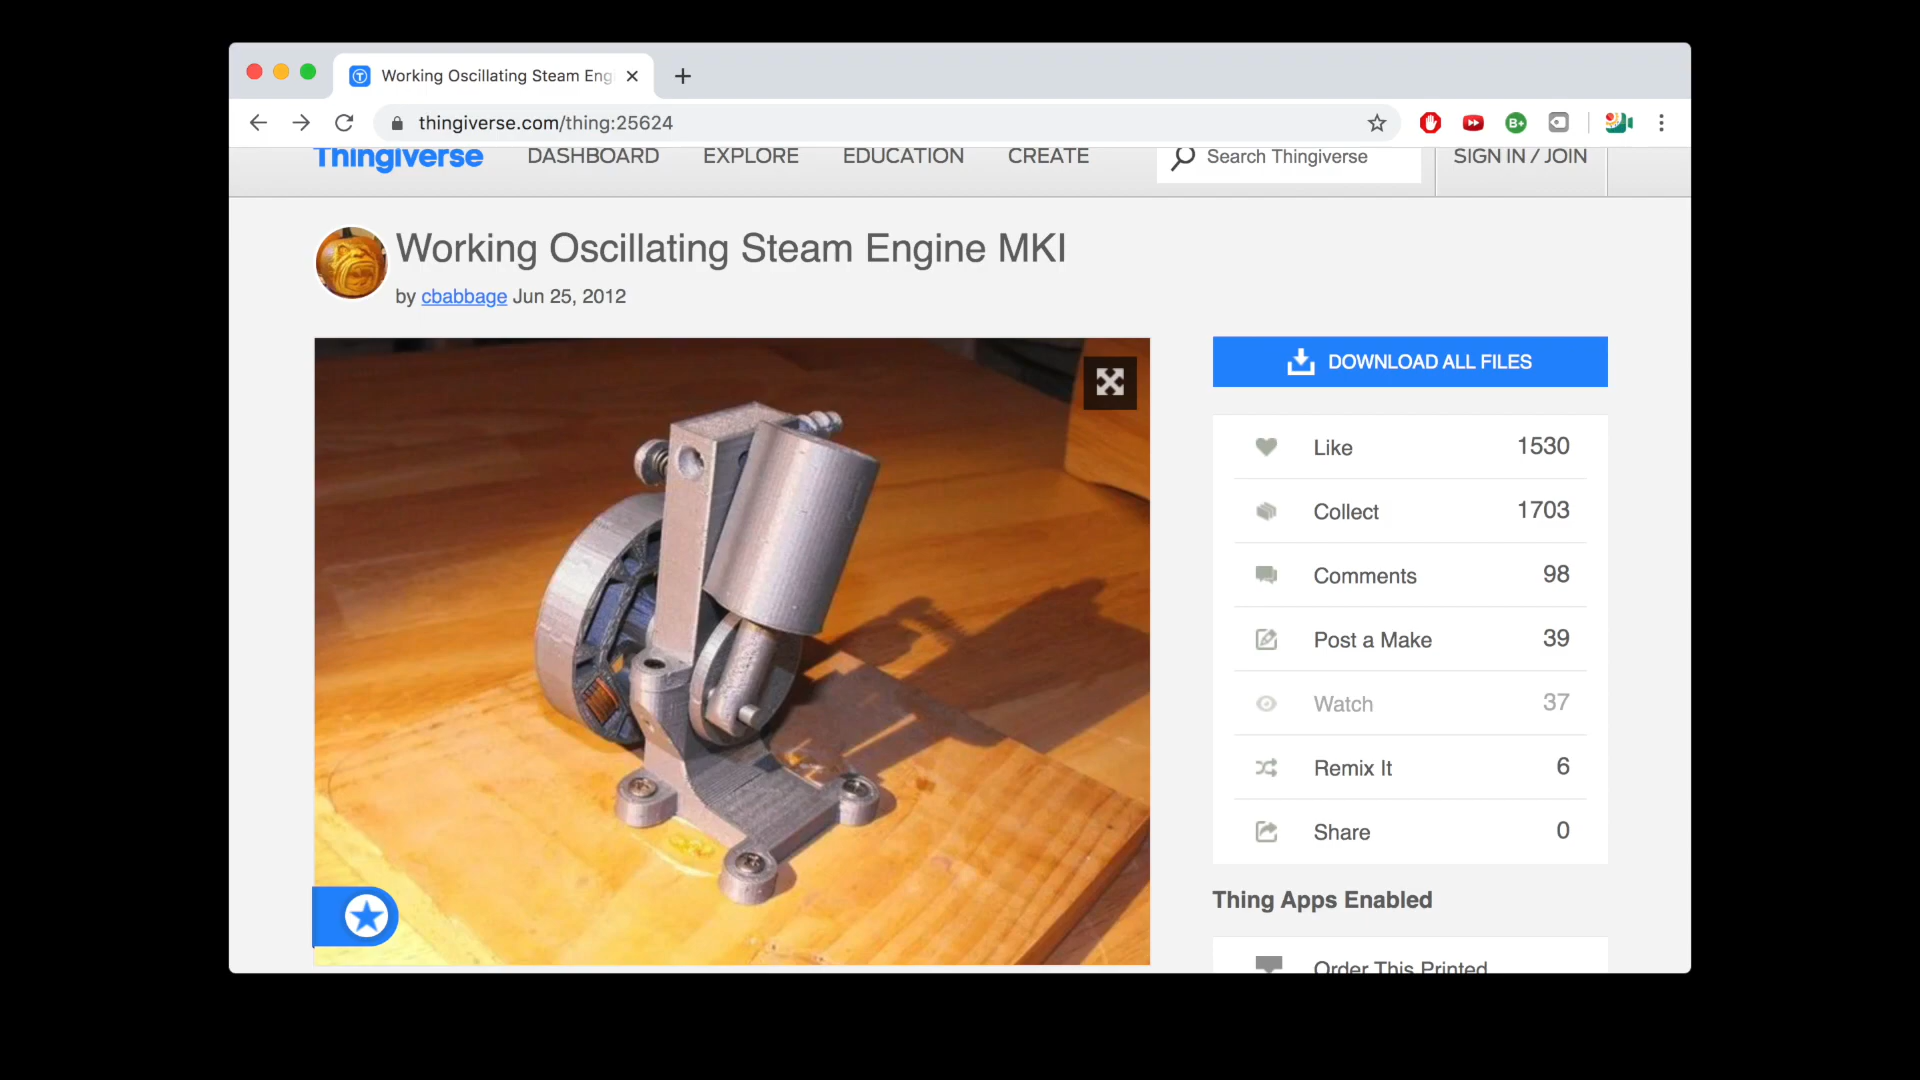 Working Oscillating Steam Eng
thingiverse.com/thing:25624
B+
Thingiverse
DASHBOARD
EXPLORE
EDUCATION
CREATE
Search Thingiverse
SIGN IN / JOIN
Working Oscillating Steam Engine MKI
by cbabbage Jun 25, 2012
DOWNLOAD ALL FILES
Like 1530
Collect 1703
Comments 98
Post a Make 39
Watch 37
Remix It 6
Share 0
Thing Apps Enabled
Order This Printed